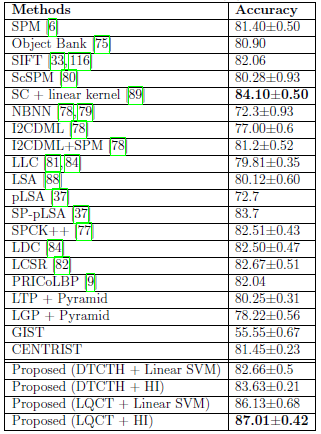 Methods Accuracy
SPM [6] 81.40±0.50
Object Bank [75] 80.90
SIFT [33,116] 82.06
ScSPM [80] 80.28±0.93
SC + linear kernel [89] 84.10±0.50
NBNN [78,79] 72.3±0.93
I2CDML [78] 77.00±0.6
I2CDML+SPM [78] 81.2±0.52
LLC [81,84] 79.81±0.35
LSA [88] 80.12±0.60
pLSA [37] 72.7
SP-pLSA [37] 83.7
SPCK++ [77] 82.51±0.43
LDC [84] 82.50±0.47
LCSR [82] 82.67±0.51
PRICoLBP [9] 82.04
LTP + Pyramid 80.25±0.31
LGP + Pyramid 78.22±0.56
GIST 55.55±0.67
CENTRIST 81.45±0.23
Proposed (DTCTH + Linear SVM) 82.66±0.5
Proposed (DTCTH + HI) 83.63±0.21
Proposed (LQCT + Linear SVM) 86.13±0.68
Proposed (LQCT + HI) 87.01±0.42